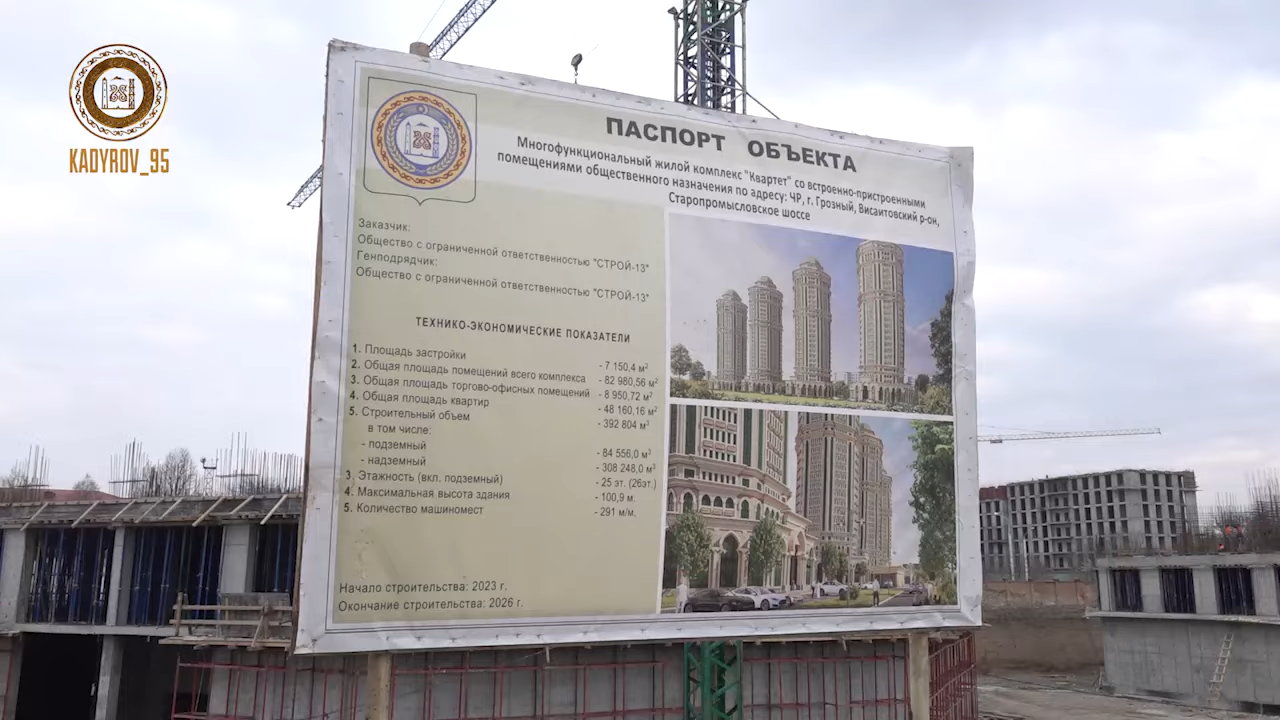 KADYROV_95
ПАСПОРТ ОБЪЕКТА
Многофункциональный жилой комплекс "Квартет" со встроенно-пристроенными
помещениями общественного назначения по адресу: ЧР, г. Грозный, Висаитовский р-он,
Старопромысловское шоссе
Заказчик:
Общество с ограниченной ответственностью "СТРОЙ-13"
Генподрядчик:
Общество с ограниченной ответственностью "СТРОЙ-13"
ТЕХНИКО-ЭКОНОМИЧЕСКИЕ ПОКАЗАТЕЛИ
1. Площадь застройки - 7 150,4 м²
2. Общая площадь помещений всего комплекса - 82 980,56 м²
3. Общая площадь торгово-офисных помещений - 8 950,72 м²
4. Общая площадь квартир - 48 160,16 м²
5. Строительный объем - 392 804 м³
в том числе:
- подземный - 84 556,0 м³
- надземный - 308 248,0 м³
3. Этажность (вкл. подземный) - 25 эт. (26эт.)
4. Максимальная высота здания - 100,9 м.
5. Количество машиномест - 291 м/м.
Начало строительства: 2023 г.
Окончание строительства: 2026 г.